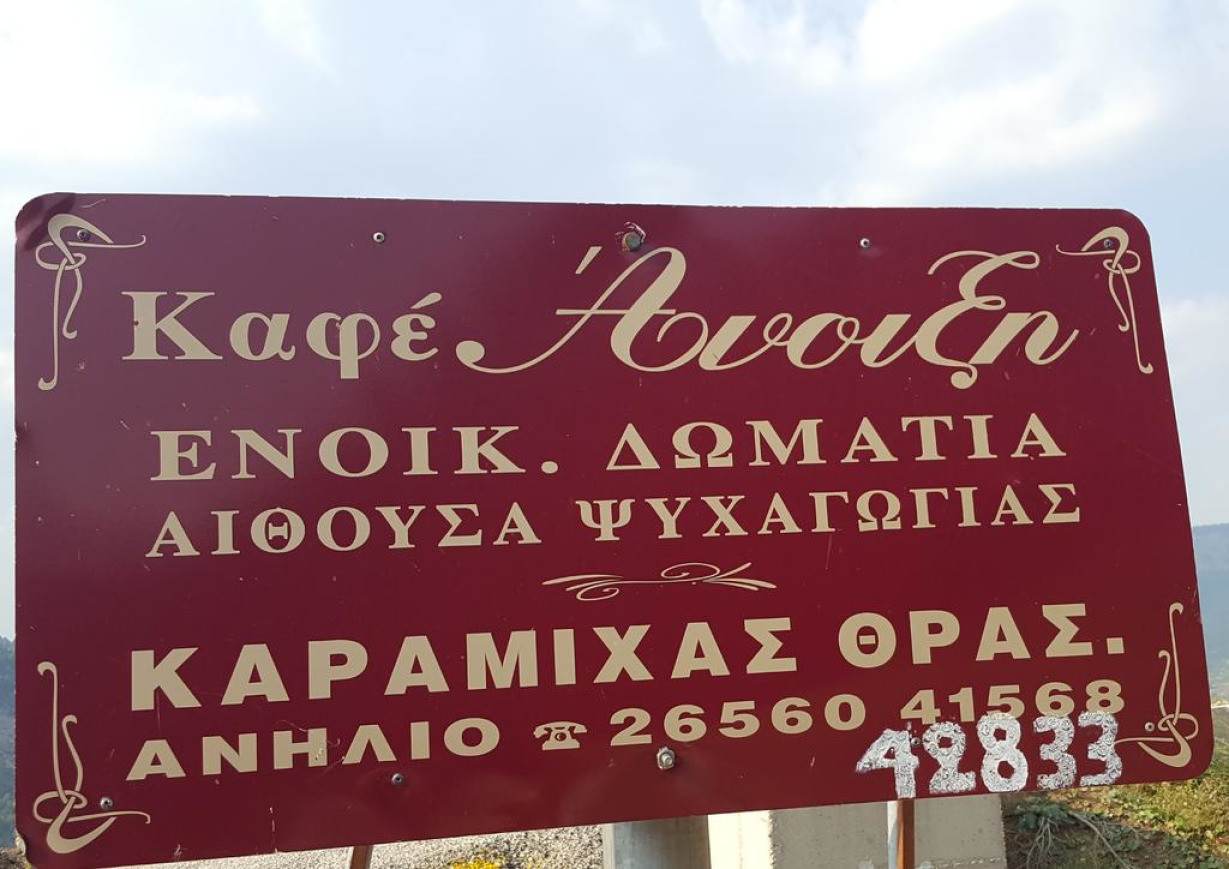 Καφέ Άνοιξη
ΕΝΟΙΚ. ΔΩΜΑΤΙΑ
ΑΙΘΟΥΣΑ ΨΥΧΑΓΩΓΙΑΣ
ΚΑΡΑΜΙΧΑΣ ΘΡΑΣ.
ΑΝΗΛΙΟ ☎ 26560 41568
42833